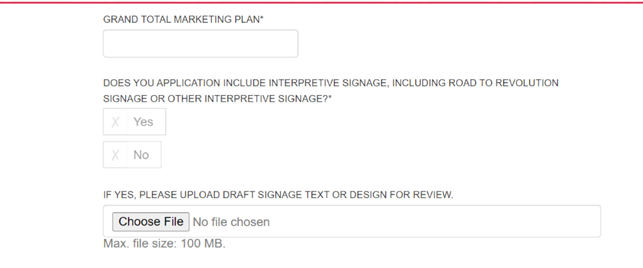 GRAND TOTAL MARKETING PLAN*
DOES YOU APPLICATION INCLUDE INTERPRETIVE SIGNAGE, INCLUDING ROAD TO REVOLUTION
SIGNAGE OR OTHER INTERPRETIVE SIGNAGE?*
X Yes
X No
IF YES, PLEASE UPLOAD DRAFT SIGNAGE TEXT OR DESIGN FOR REVIEW.
Choose File No file chosen
Max. file size: 100 MB.